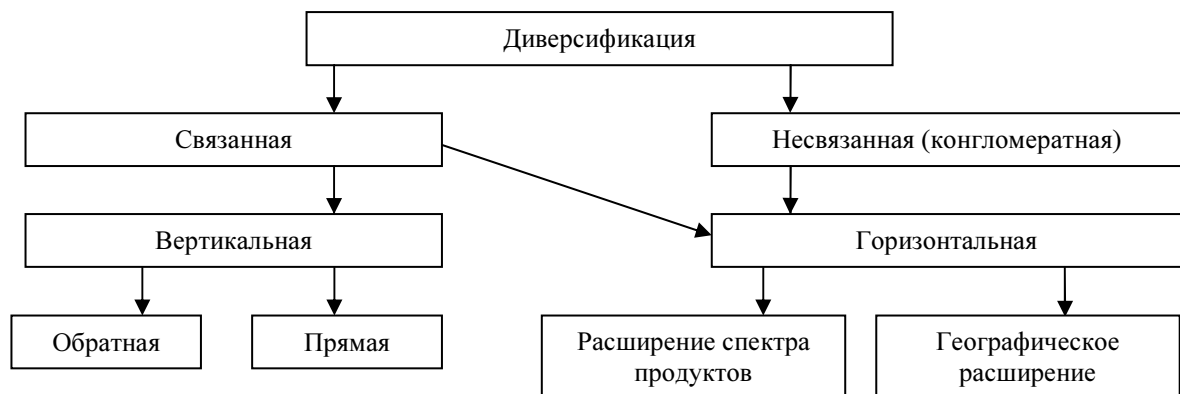 Диверсификация
Связанная
Несвязанная (конгломератная)
Вертикальная
Горизонтальная
Обратная
Прямая
Расширение спектра
продуктов
Географическое
расширение